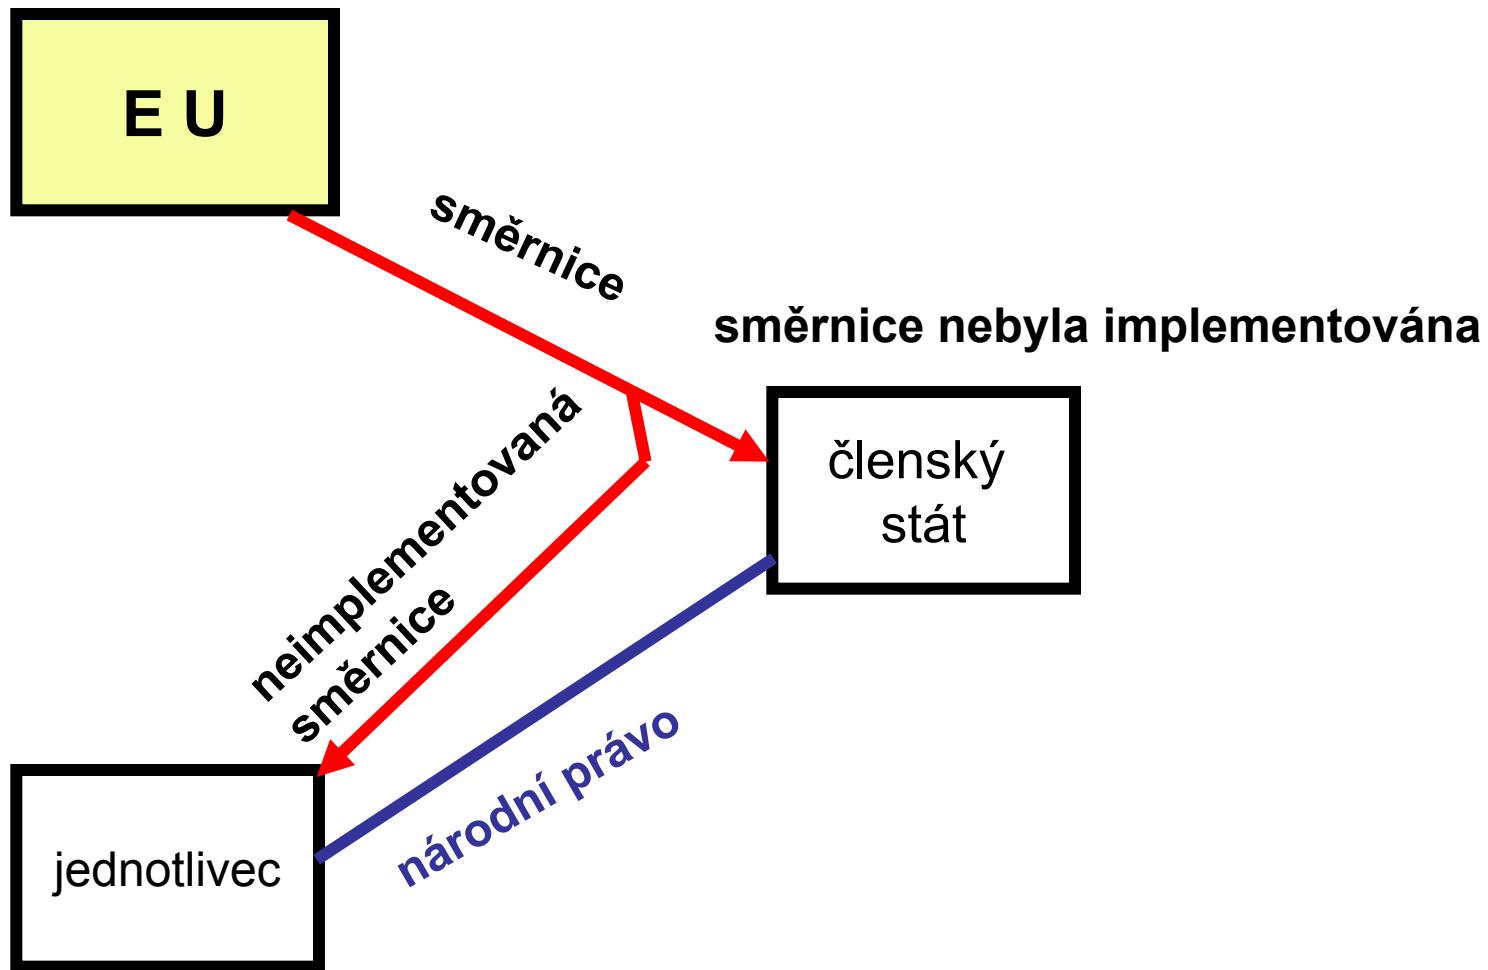 E U
směrnice
směrnice nebyla implementována
členský
stát
neimplementovaná
směrnice
národní právo
jednotlivec